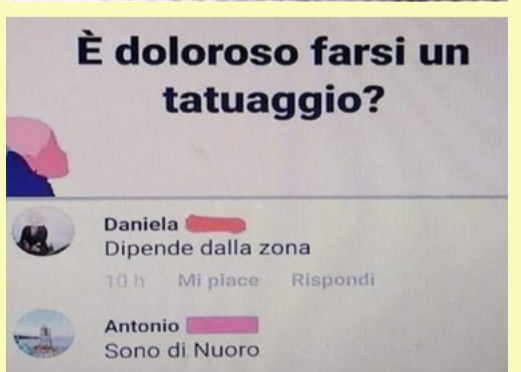 È doloroso farsi un
tatuaggio?
Daniela
Dipende dalla zona
10 h Mi piace Rispondi
Antonio
Sono di Nuoro